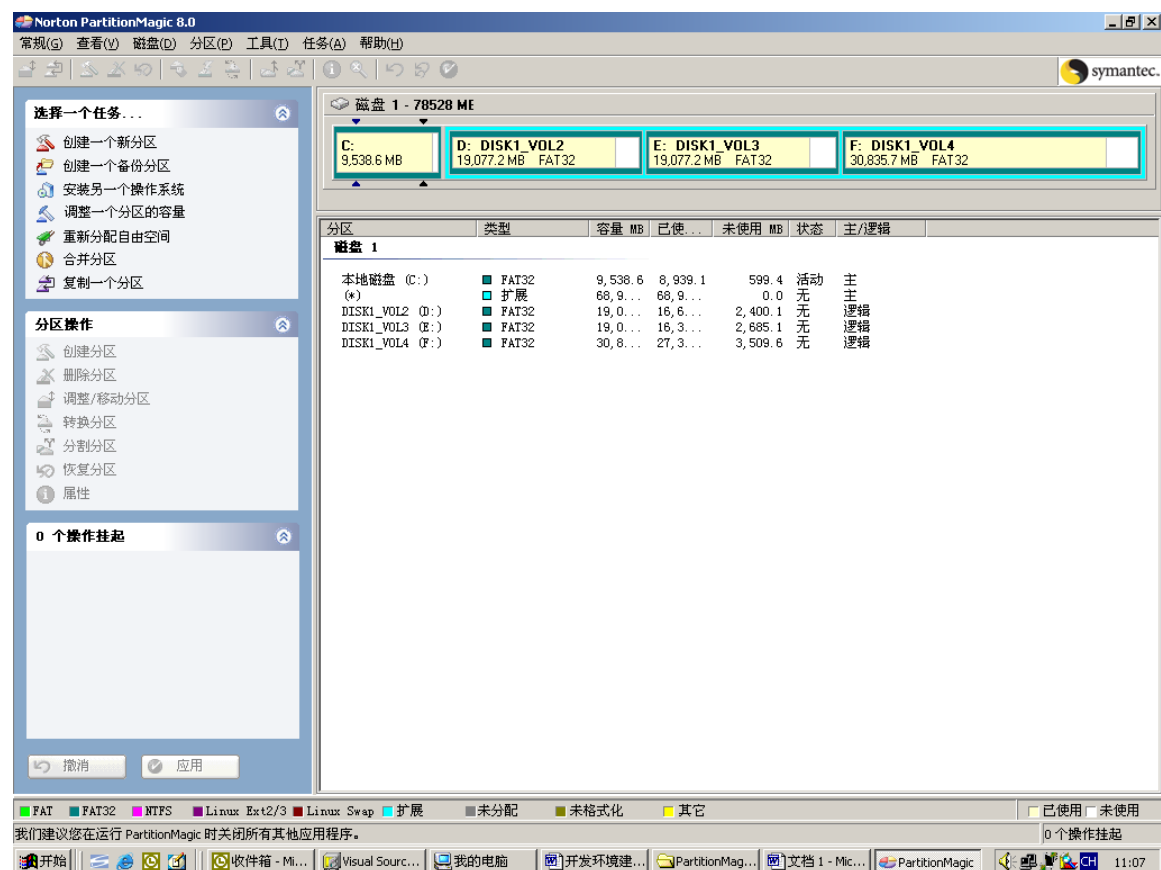 Norton PartitionMagic 8.0
常规(G) 查看(V) 磁盘(D) 分区(P) 工具(T) 任务(A) 帮助(H)
symantec.
选择一个任务...
创建一个新分区
创建一个备份分区
安装另一个操作系统
调整一个分区的容量
重新分配自由空间
合并分区
复制一个分区
分区操作
创建分区
删除分区
调整/移动分区
转换分区
分割分区
恢复分区
属性
0 个操作挂起
撤消 应用
磁盘 1 - 78528 ME
C: D: DISK1_VOL2 E: DISK1_VOL3 F: DISK1_VOL4
9,538.6 MB 19,077.2 MB FAT32 19,077.2 MB FAT32 30,835.7 MB FAT32
分区 类型 容量 MB 已使... 未使用 MB 状态 主/逻辑
磁盘 1
本地磁盘 (C:) FAT32 9,538.6 8,939.1 599.4 活动 主
(*) 扩展 68,9... 68,9... 0.0 无 主
DISK1_VOL2 (D:) FAT32 19,0... 16,6... 2,400.1 无 逻辑
DISK1_VOL3 (E:) FAT32 19,0... 16,3... 2,685.1 无 逻辑
DISK1_VOL4 (F:) FAT32 30,8... 27,3... 3,509.6 无 逻辑
FAT FAT32 NTFS Linux Ext2/3 Linux Swap 扩展 未分配 未格式化 其它 已使用 未使用
我们建议您在运行 PartitionMagic 时关闭所有其他应用程序。 0 个操作挂起
开始 收件箱 - Mi... Visual Sourc... 我的电脑 开发环境建... PartitionMag... 文档 1 - Mic... PartitionMagic CH 11:07